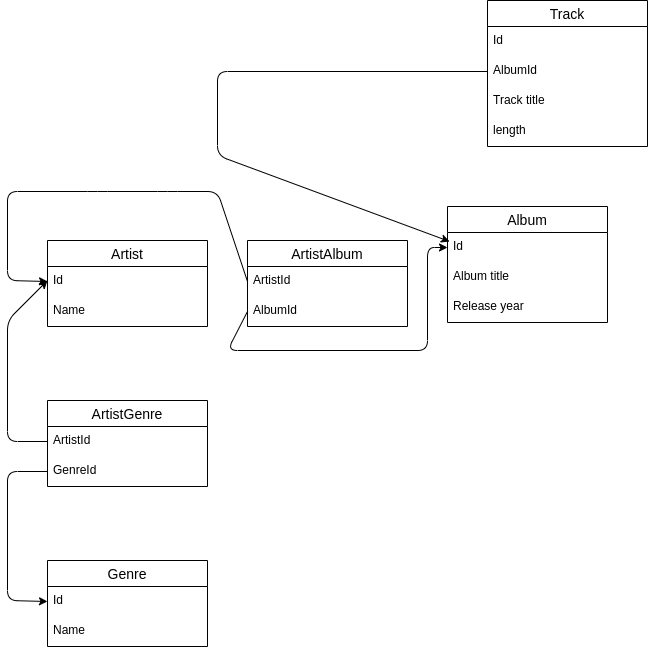 Track
Id
AlbumId
Track title
length
Album
Id
Album title
Release year
Artist
Id
Name
ArtistAlbum
ArtistId
AlbumId
ArtistGenre
ArtistId
GenreId
Genre
Id
Name